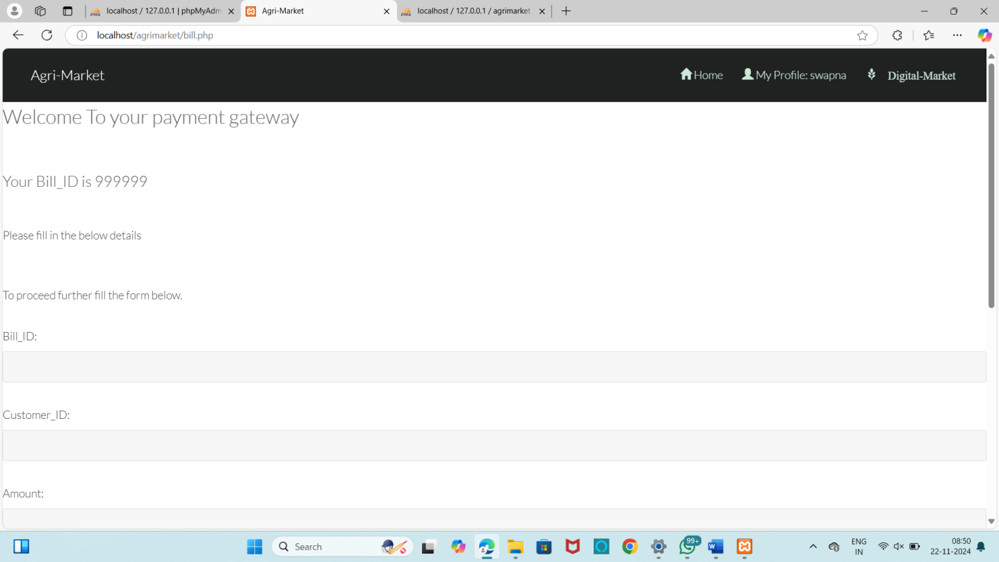 localhost / 127.0.0.1 | phpMyAdm
Agri-Market
localhost / 127.0.0.1 / agrimarket
localhost/agrimarket/bill.php
Agri-Market
Home
My Profile: swapna
Digital-Market
Welcome To your payment gateway
Your Bill_ID is 999999
Please fill in the below details
To proceed further fill the form below.
Bill_ID:
Customer_ID:
Amount:
Search
99+
ENG
IN
08:50
22-11-2024